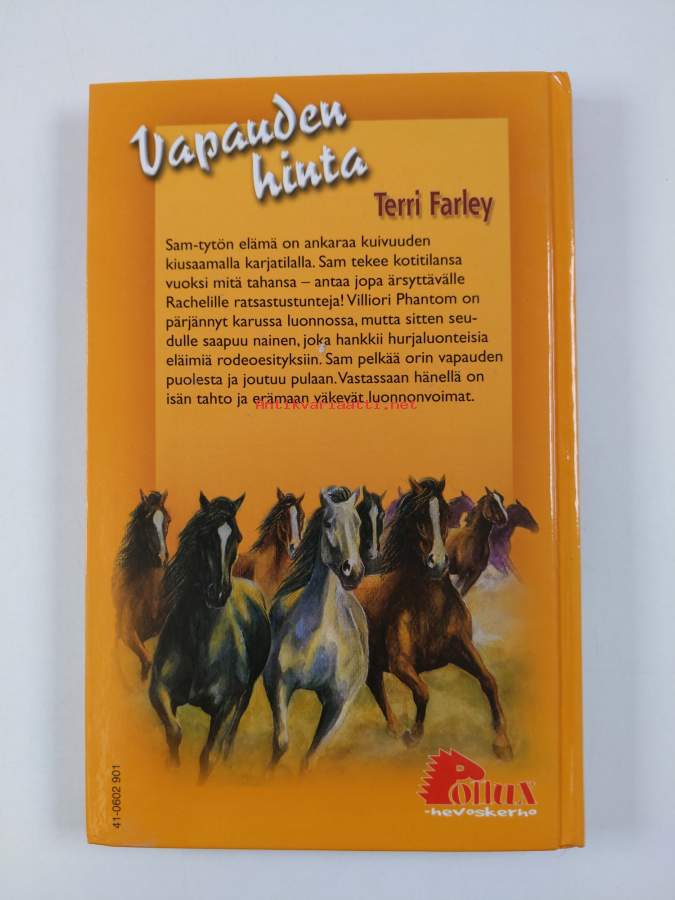 Vapauden
hinta
Terri Farley
Sam-tytön elämä on ankaraa kuivuuden
kiusaamalla karjatilalla. Sam tekee kotitilansa
vuoksi mitä tahansa – antaa jopa ärsyttävälle
Rachelille ratsastustunteja! Villiori Phantom on
pärjännyt karussa luonnossa, mutta sitten seu-
dulle saapuu nainen, joka hankkii hurjaluonteisia
eläimiä rodeoesityksiin. Sam pelkää orin vapauden
puolesta ja joutuu pulaan. Vastassaan hänellä on
isän tahto ja erämaan väkevät luonnonvoimat.
Antikvariaatti.net
Pollux
-hevoskerho
41-0602 901